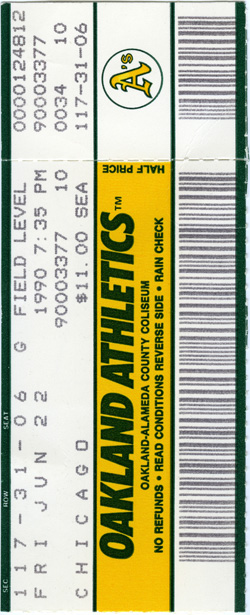 SEC ROW SEAT
117-31-06 G FIELD LEVEL
FRI JUN 22 1990 7:35 PM
90003377 10
CHICAGO $11.00 SEA
HALF PRICE
OAKLAND ATHLETICS™
OAKLAND-ALAMEDA COUNTY COLISEUM
NO REFUNDS • READ CONDITIONS REVERSE SIDE • RAIN CHECK
0000124812
90003377
0034 10
117-31-06
A's